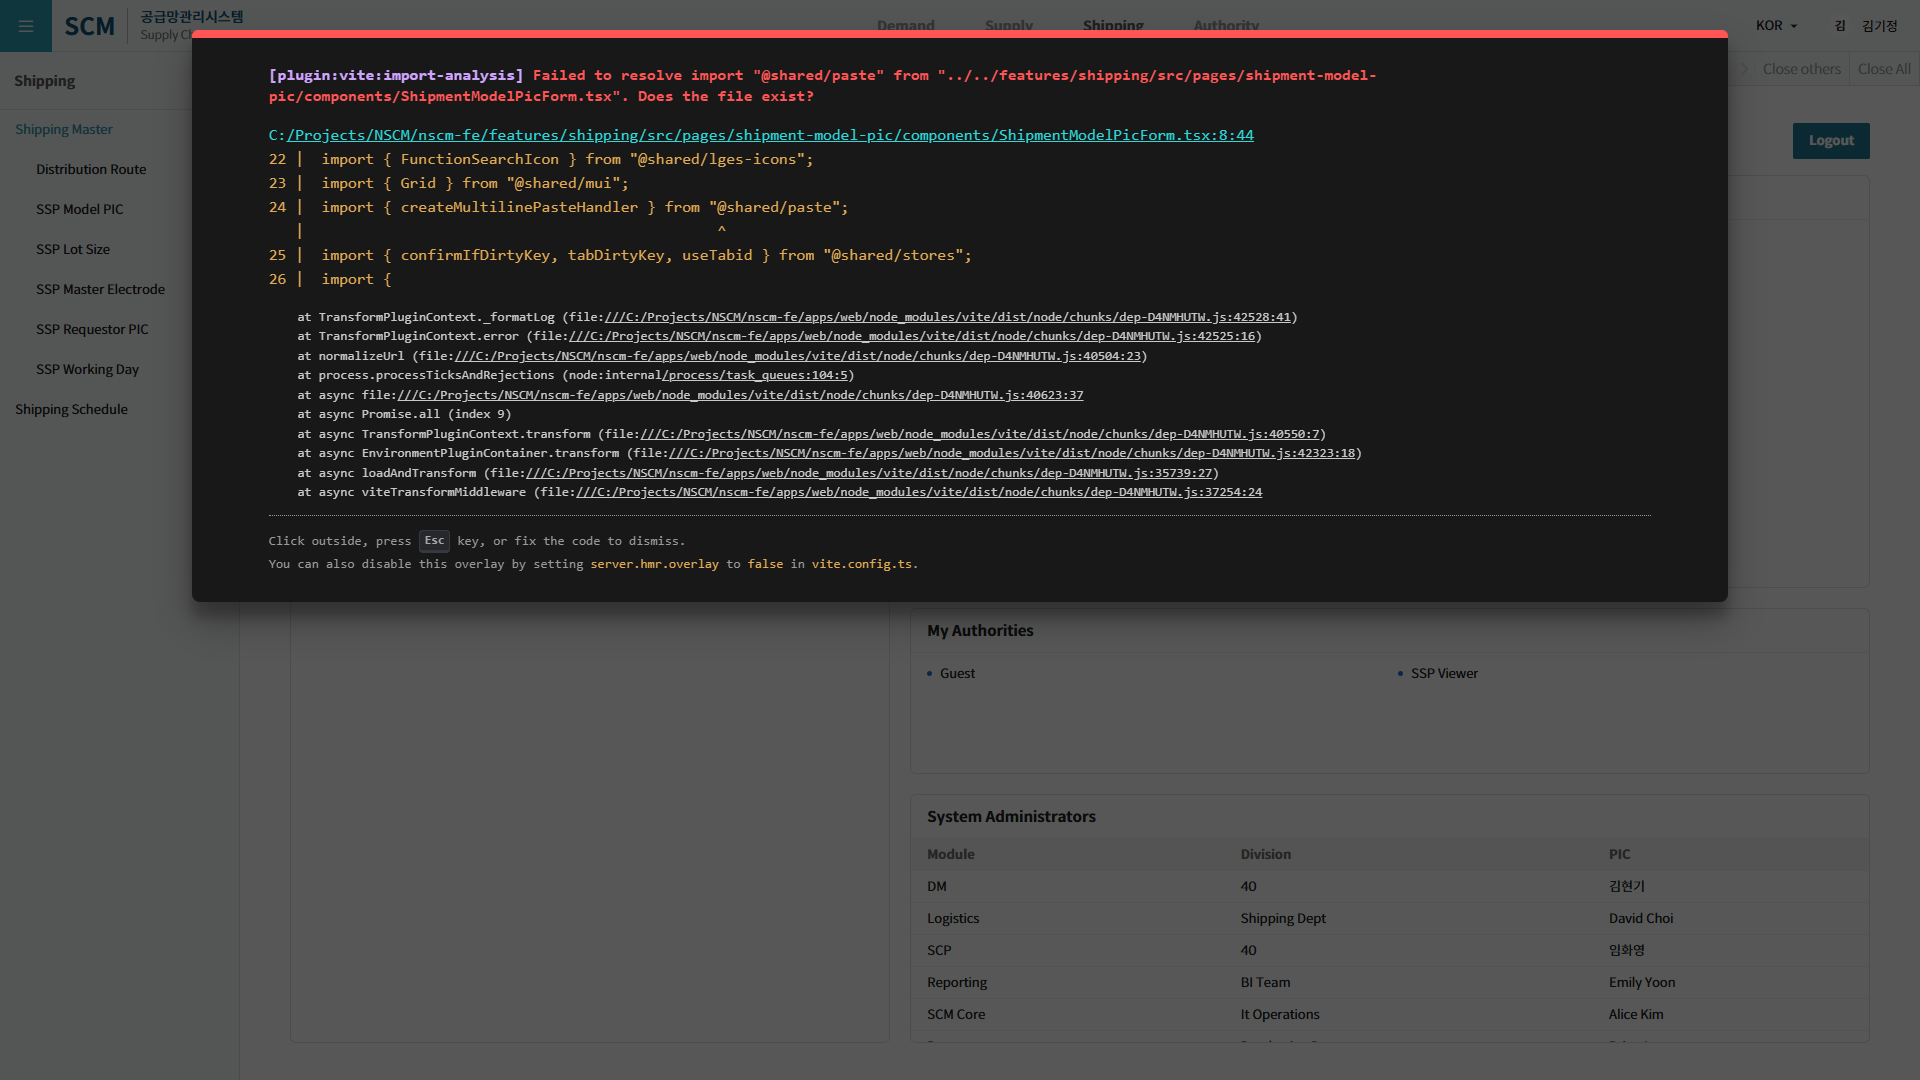 SCM
공급망관리시스템
Demand
Supply
Shipping
Authority
KOR
김
김기정
Shipping
Close others
Close All
Logout
Shipping Master
Distribution Route
SSP Model PIC
SSP Lot Size
SSP Master Electrode
SSP Requestor PIC
SSP Working Day
Shipping Schedule
[plugin:vite:import-analysis] Failed to resolve import "@shared/paste" from "../../features/shipping/src/pages/shipment-model-
pic/components/ShipmentModelPicForm.tsx". Does the file exist?
C:/Projects/NSCM/nscm-fe/features/shipping/src/pages/shipment-model-pic/components/ShipmentModelPicForm.tsx:8:44
22 |  import { FunctionSearchIcon } from "@shared/lges-icons";
23 |  import { Grid } from "@shared/mui";
24 |  import { createMultilinePasteHandler } from "@shared/paste";
|                                               ^
25 |  import { confirmIfDirtyKey, tabDirtyKey, useTabid } from "@shared/stores";
26 |  import {
at TransformPluginContext._formatLog (file:///C:/Projects/NSCM/nscm-fe/apps/web/node_modules/vite/dist/node/chunks/dep-D4NMHUTW.js:42528:41)
at TransformPluginContext.error (file:///C:/Projects/NSCM/nscm-fe/apps/web/node_modules/vite/dist/node/chunks/dep-D4NMHUTW.js:42525:16)
at normalizeUrl (file:///C:/Projects/NSCM/nscm-fe/apps/web/node_modules/vite/dist/node/chunks/dep-D4NMHUTW.js:40504:23)
at process.processTicksAndRejections (node:internal/process/task_queues:104:5)
at async file:///C:/Projects/NSCM/nscm-fe/apps/web/node_modules/vite/dist/node/chunks/dep-D4NMHUTW.js:40623:37
at async Promise.all (index 9)
at async TransformPluginContext.transform (file:///C:/Projects/NSCM/nscm-fe/apps/web/node_modules/vite/dist/node/chunks/dep-D4NMHUTW.js:40550:7)
at async EnvironmentPluginContainer.transform (file:///C:/Projects/NSCM/nscm-fe/apps/web/node_modules/vite/dist/node/chunks/dep-D4NMHUTW.js:42323:18)
at async loadAndTransform (file:///C:/Projects/NSCM/nscm-fe/apps/web/node_modules/vite/dist/node/chunks/dep-D4NMHUTW.js:35739:27)
at async viteTransformMiddleware (file:///C:/Projects/NSCM/nscm-fe/apps/web/node_modules/vite/dist/node/chunks/dep-D4NMHUTW.js:37254:24
Click outside, press Esc key, or fix the code to dismiss.
You can also disable this overlay by setting server.hmr.overlay to false in vite.config.ts.
My Authorities
• Guest • SSP Viewer
System Administrators
Module Division PIC
DM 40 김현기
Logistics Shipping Dept David Choi
SCP 40 임화영
Reporting BI Team Emily Yoon
SCM Core It Operations Alice Kim